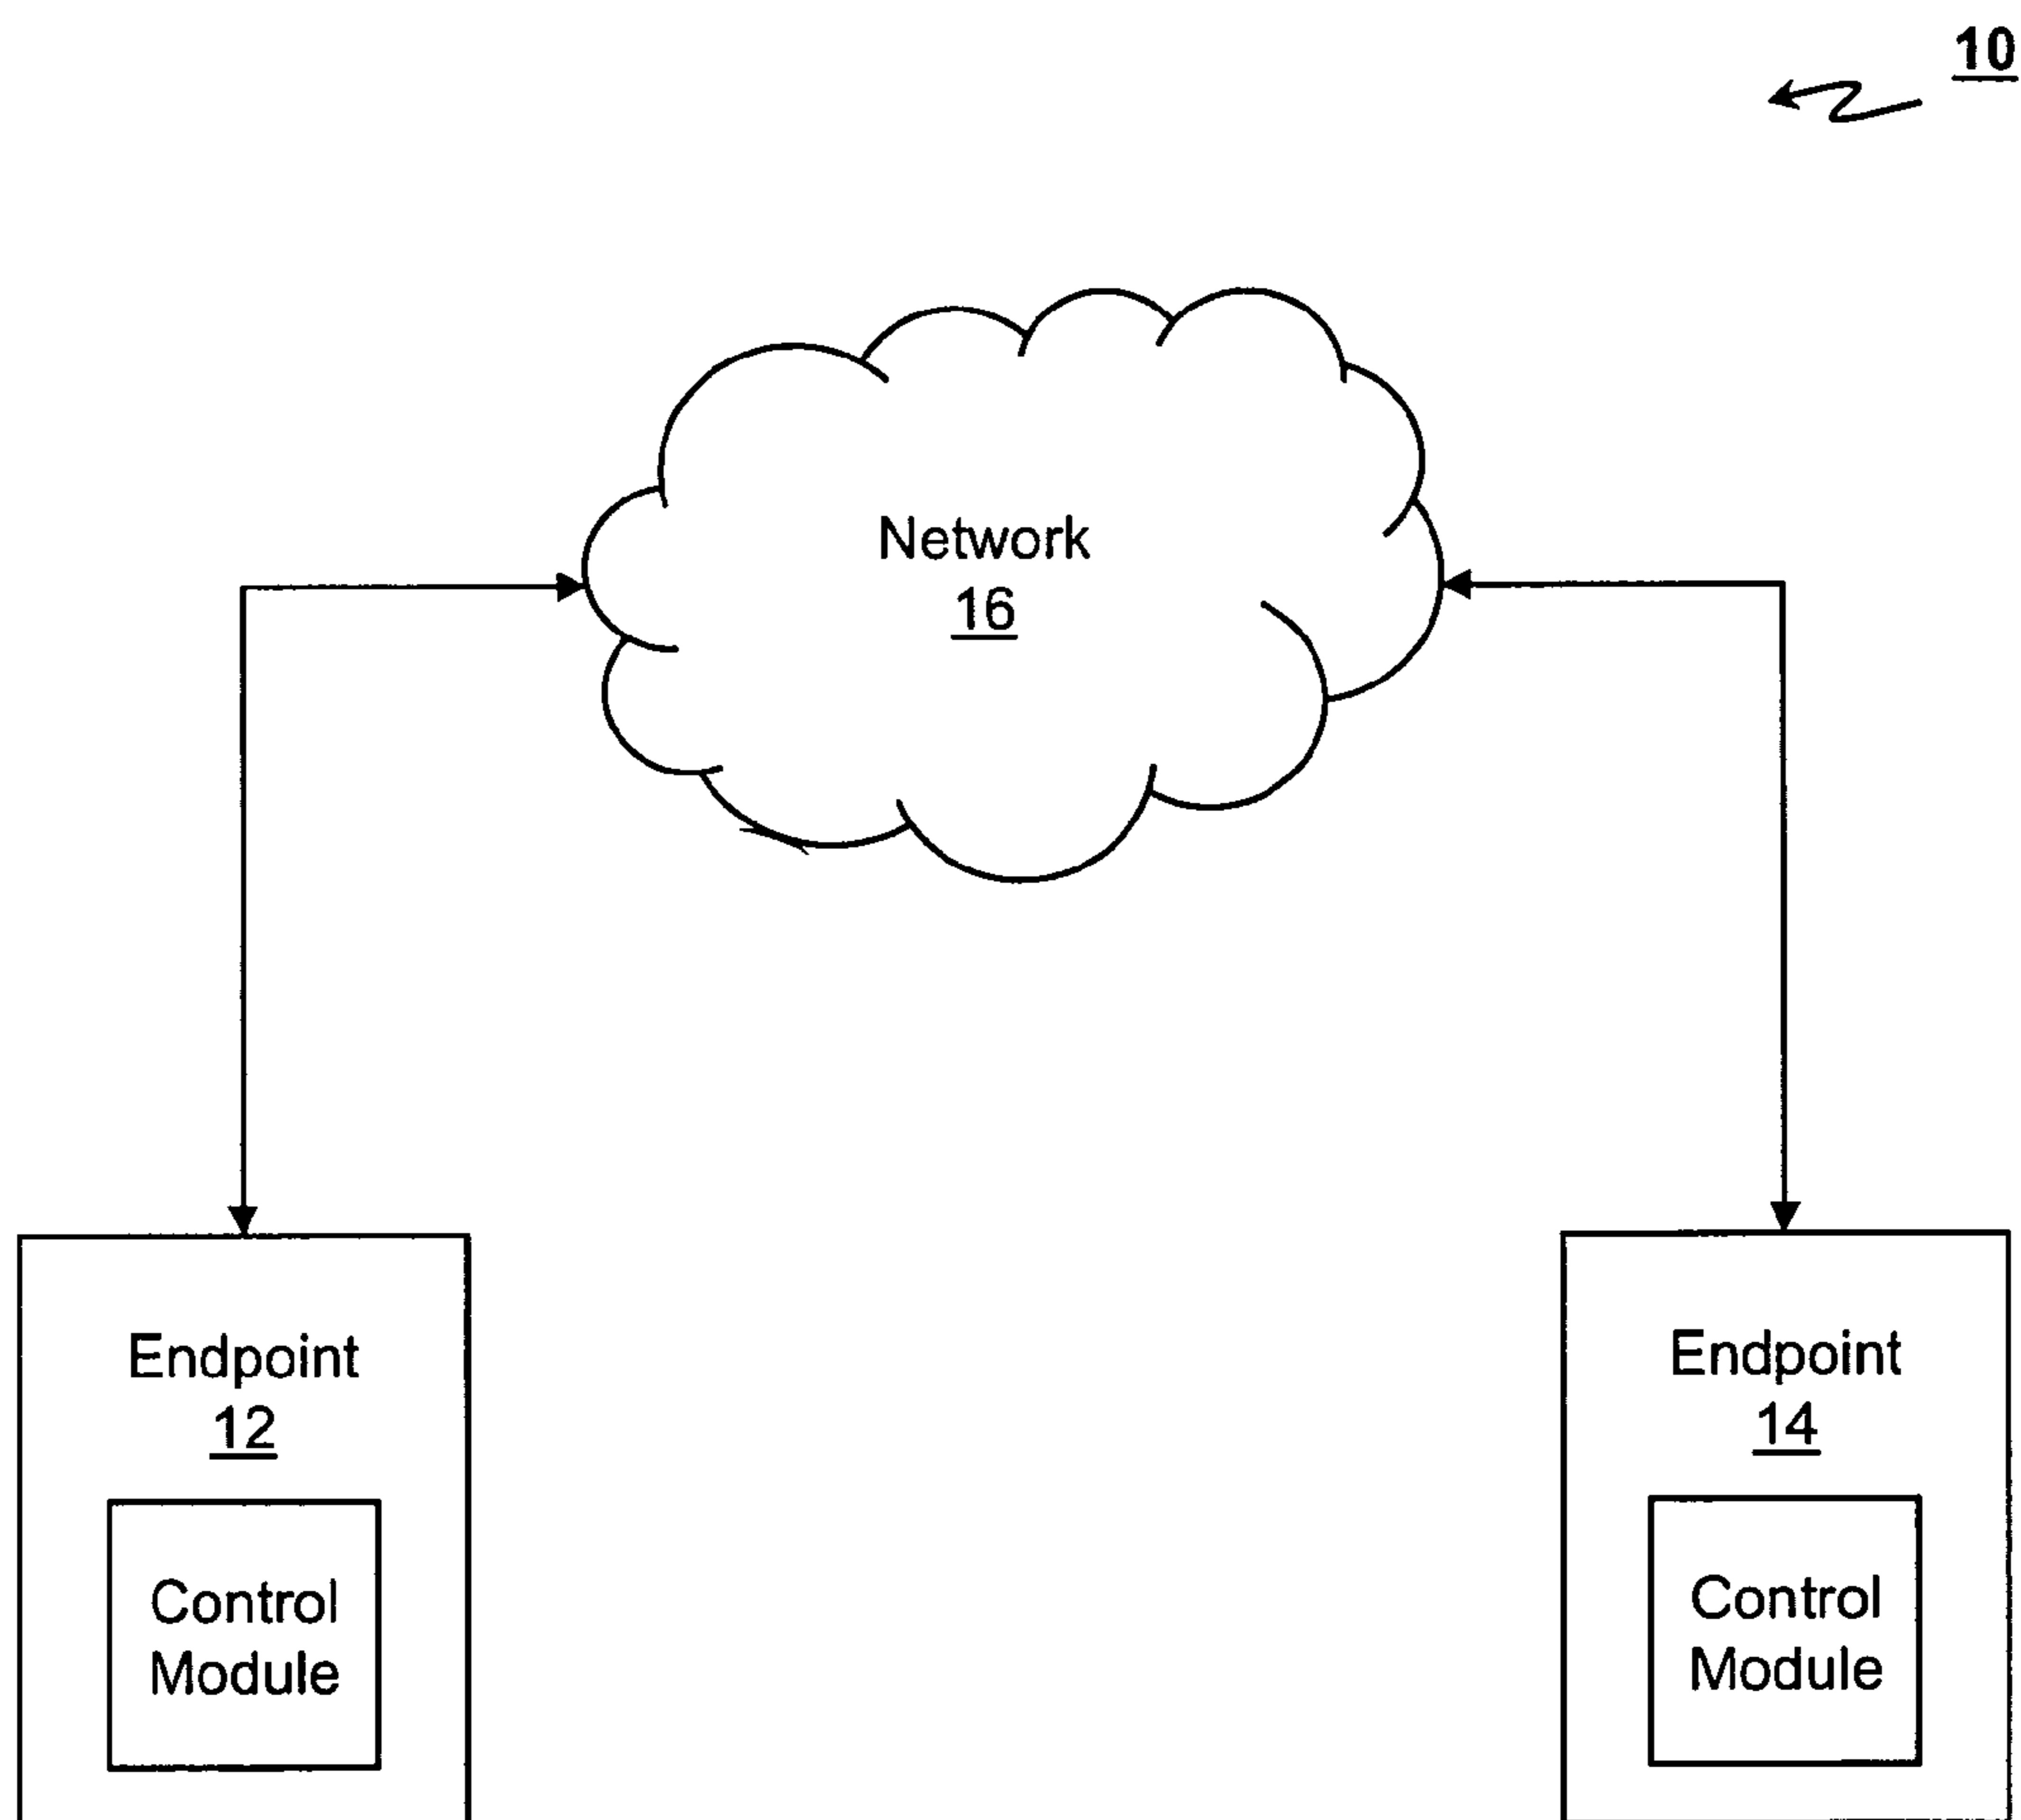 10
Network
16
Endpoint
12
Control
Module
Endpoint
14
Control
Module